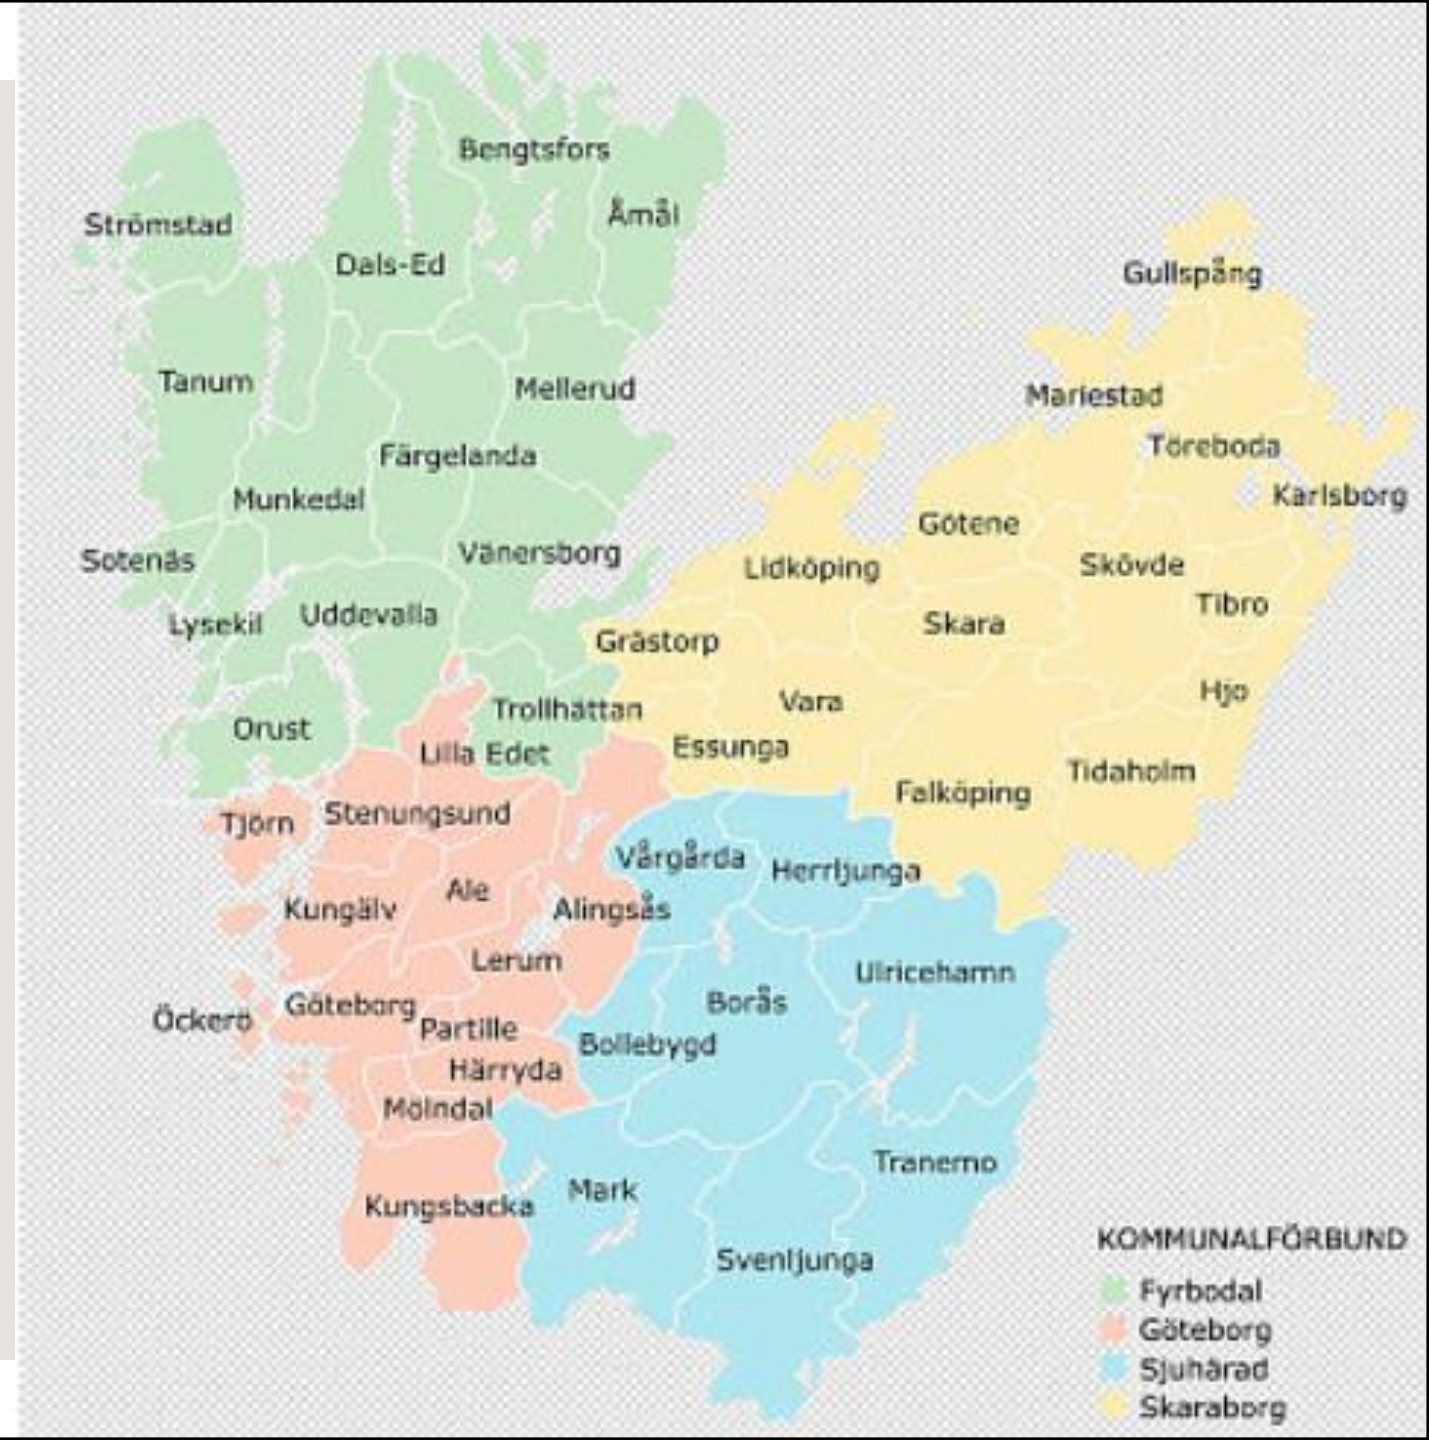 Bengtsfors
Åmål
Strömstad
Dals-Ed
Gullspång
Tanum
Mellerud
Mariestad
Töreboda
Färgelanda
Munkedal
Karlsborg
Götene
Sotenäs
Vänersborg
Lidköping
Skövde
Tibro
Lysekil
Uddevalla
Skara
Grästorp
Hjo
Vara
Trollhättan
Orust
Lilla Edet
Essunga
Tidaholm
Falköping
Tjörn
Stenungsund
Vårgårda
Herrljunga
Ale
Kungälv
Alingsås
Lerum
Ulricehamn
Borås
Göteborg
Öckerö
Partille
Bollebygd
Härryda
Mölndal
Tranemo
Mark
Kungsbacka
Svenljunga
KOMMUNALFÖRBUND
Fyrbodal
Göteborg
Sjuhärad
Skaraborg